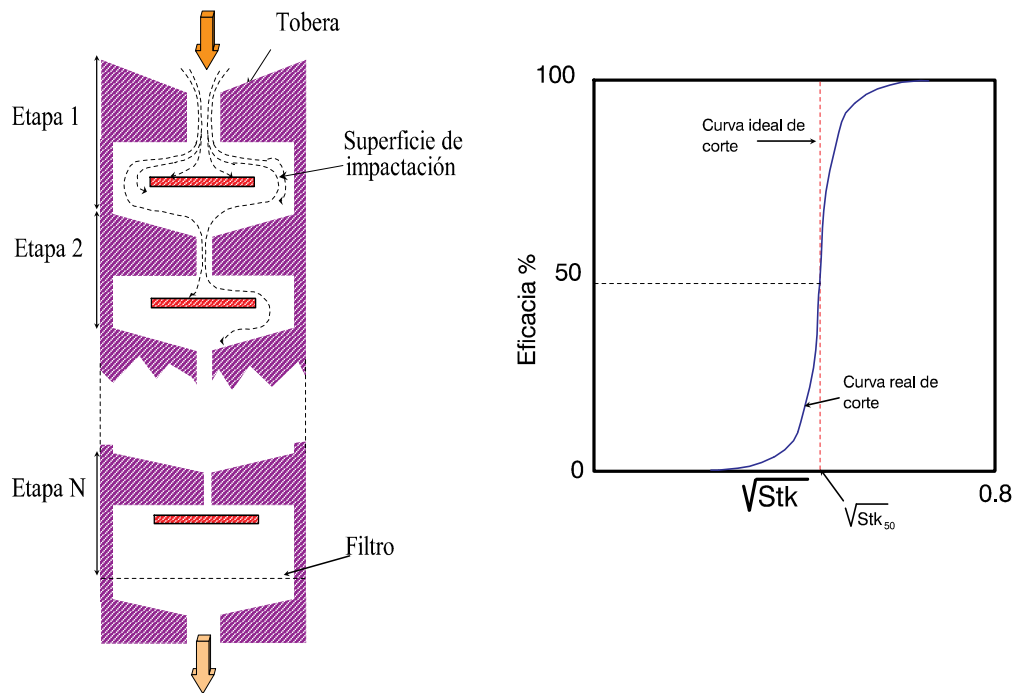 Tobera
Etapa 1
Superficie de
impactación
Etapa 2
Etapa N
Filtro
100
Curva ideal de
corte
50
Eficacia %
Curva real de
corte
0
√Stk
√Stk₅₀
0.8